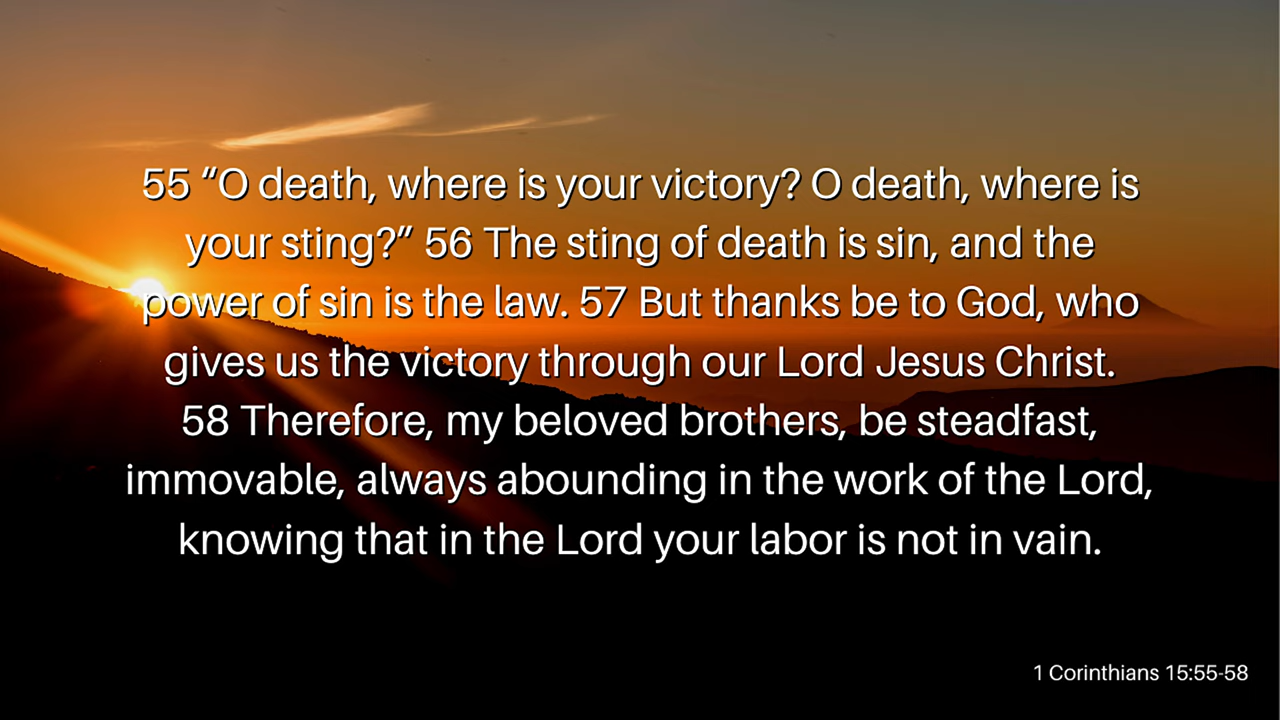 55 “O death, where is your victory? O death, where is
your sting?” 56 The sting of death is sin, and the
power of sin is the law. 57 But thanks be to God, who
gives us the victory through our Lord Jesus Christ.
58 Therefore, my beloved brothers, be steadfast,
immovable, always abounding in the work of the Lord,
knowing that in the Lord your labor is not in vain.
1 Corinthians 15:55-58